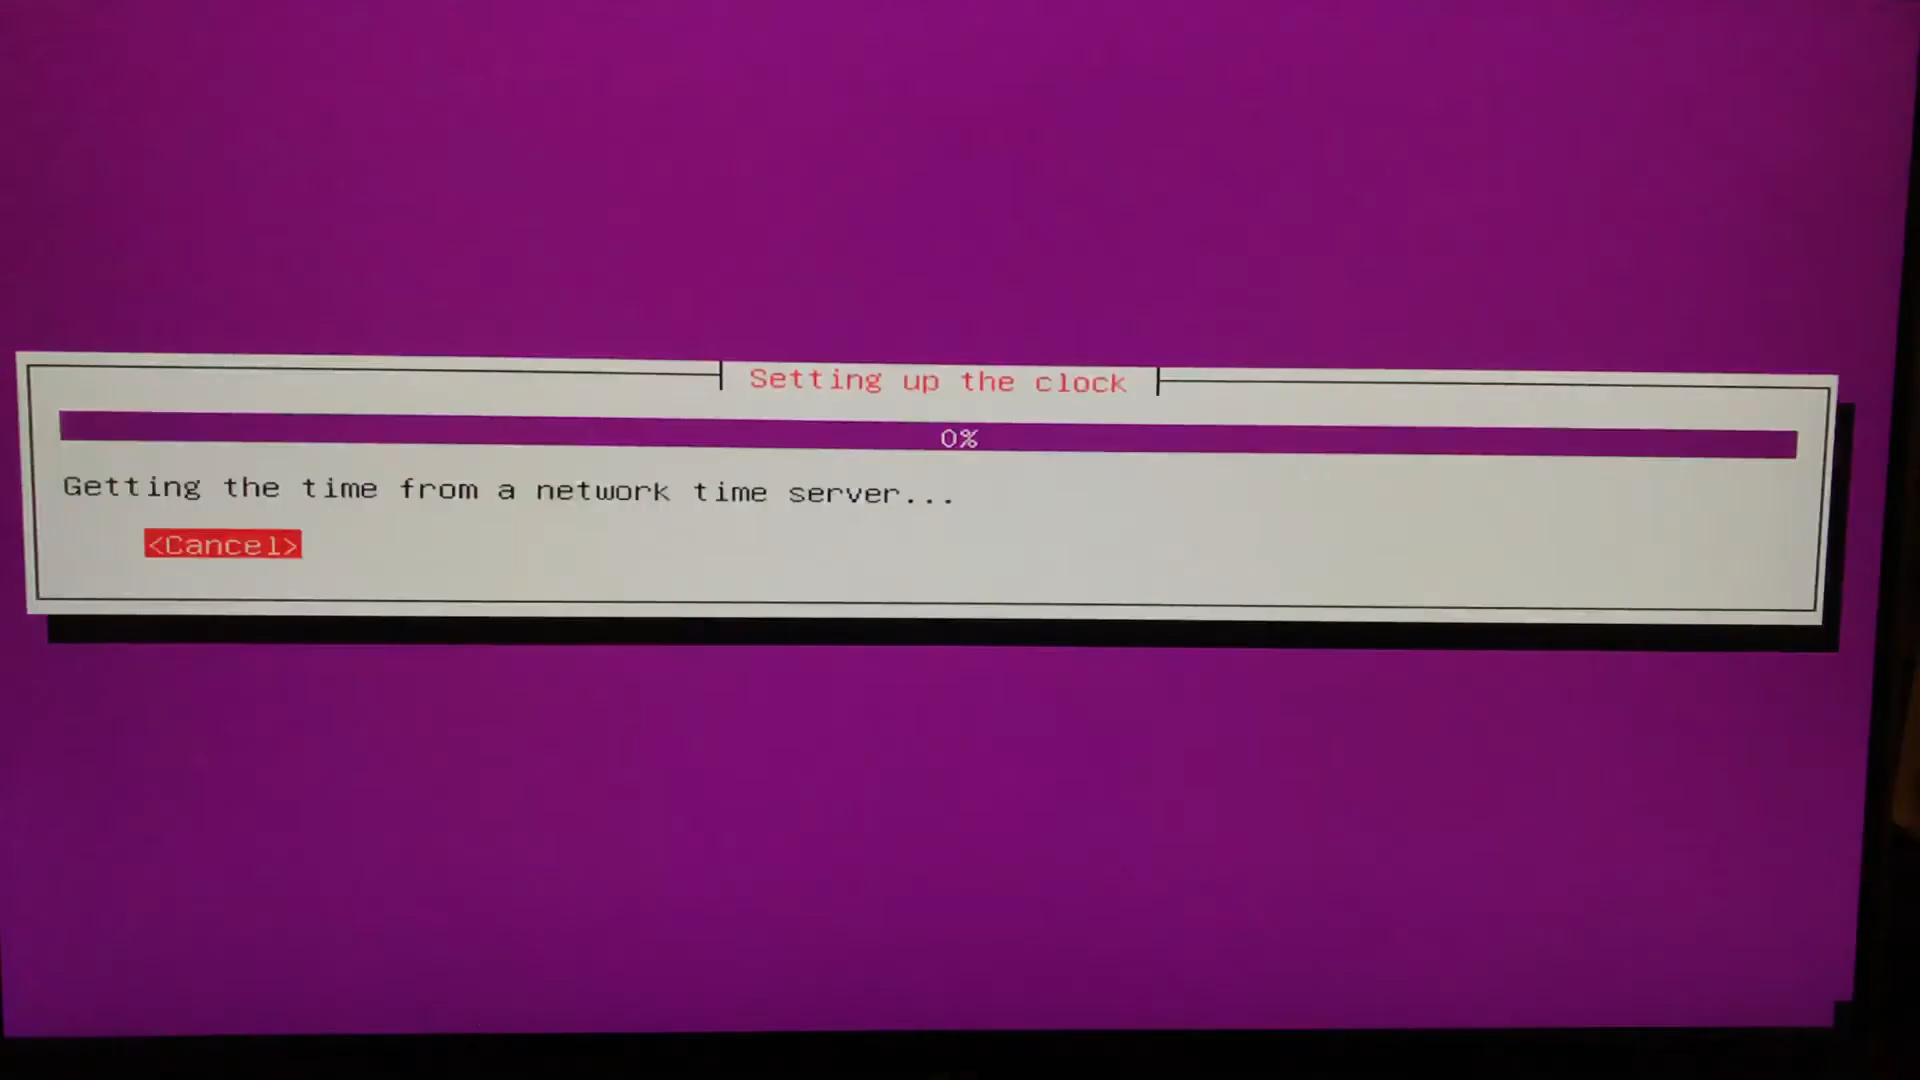 Setting up the clock
0%
Getting the time from a network time server...
<Cancel>